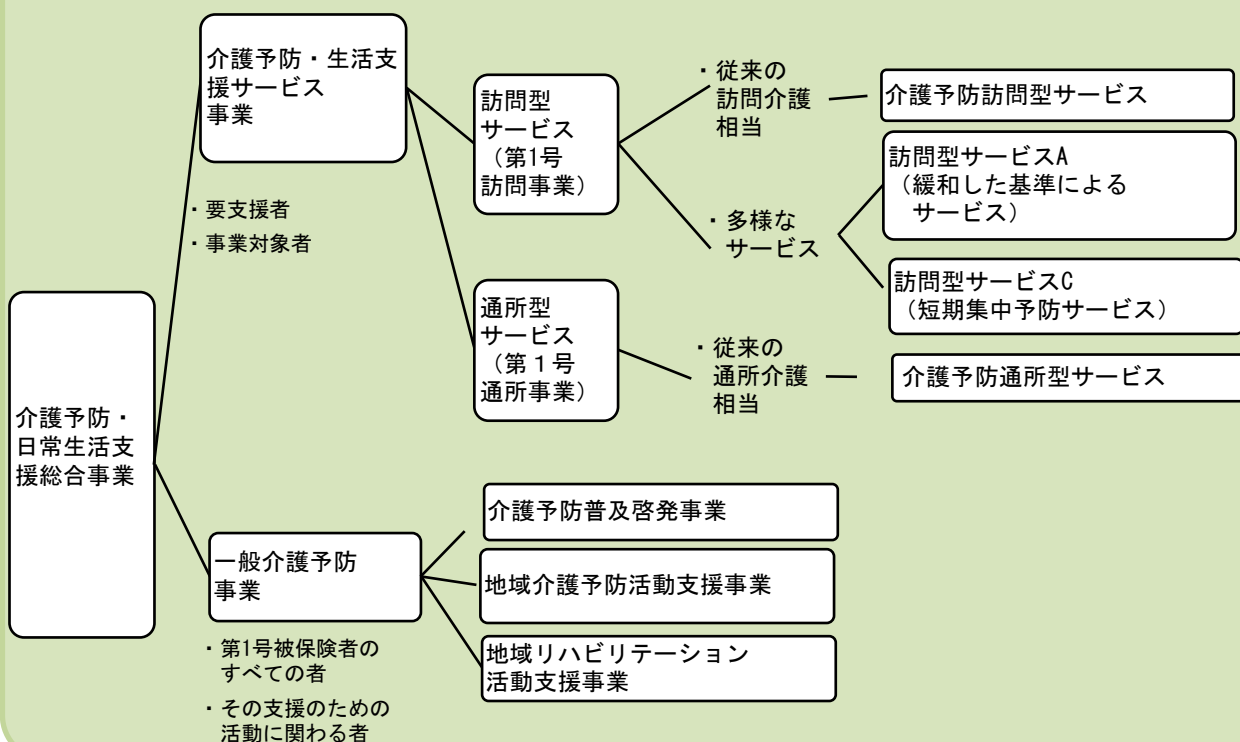 介護予防・生活支
援サービス
事業
・要支援者
・事業対象者
訪問型
サービス
（第1号
訪問事業）
・従来の
訪問介護
相当
介護予防訪問型サービス
・多様な
サービス
訪問型サービスA
（緩和した基準による
サービス）
訪問型サービスC
（短期集中予防サービス）
通所型
サービス
（第１号
通所事業）
・従来の
通所介護
相当
介護予防通所型サービス
介護予防・
日常生活支
援総合事業
一般介護予防
事業
・第1号被保険者の
すべての者
・その支援のための
活動に関わる者
介護予防普及啓発事業
地域介護予防活動支援事業
地域リハビリテーション
活動支援事業